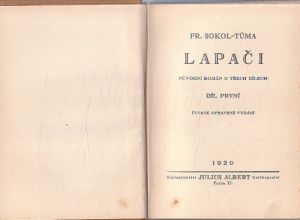 FR. SOKOL-TŮMA
LAPAČI
PŮVODNÍ ROMÁN O TŘECH DÍLECH
DÍL PRVNÍ
ČTVRTÉ OPRAVENÉ VYDÁNÍ
1929
Nakladatelství JULIUS ALBERT Knihkupectví
Praha XI.